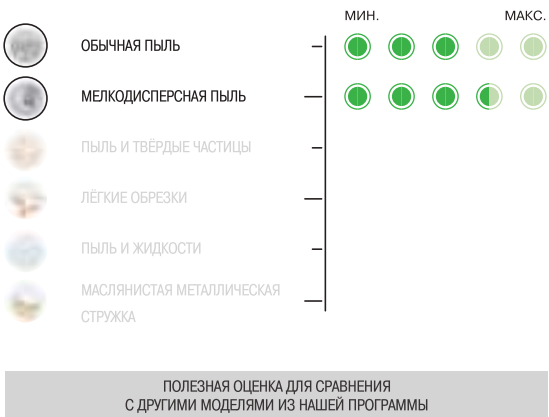 МИН. МАКС.
ОБЫЧНАЯ ПЫЛЬ
МЕЛКОДИСПЕРСНАЯ ПЫЛЬ
ПЫЛЬ И ТВЁРДЫЕ ЧАСТИЦЫ
ЛЁГКИЕ ОБРЕЗКИ
ПЫЛЬ И ЖИДКОСТИ
МАСЛЯНИСТАЯ МЕТАЛЛИЧЕСКАЯ
СТРУЖКА
ПОЛЕЗНАЯ ОЦЕНКА ДЛЯ СРАВНЕНИЯ
С ДРУГИМИ МОДЕЛЯМИ ИЗ НАШЕЙ ПРОГРАММЫ